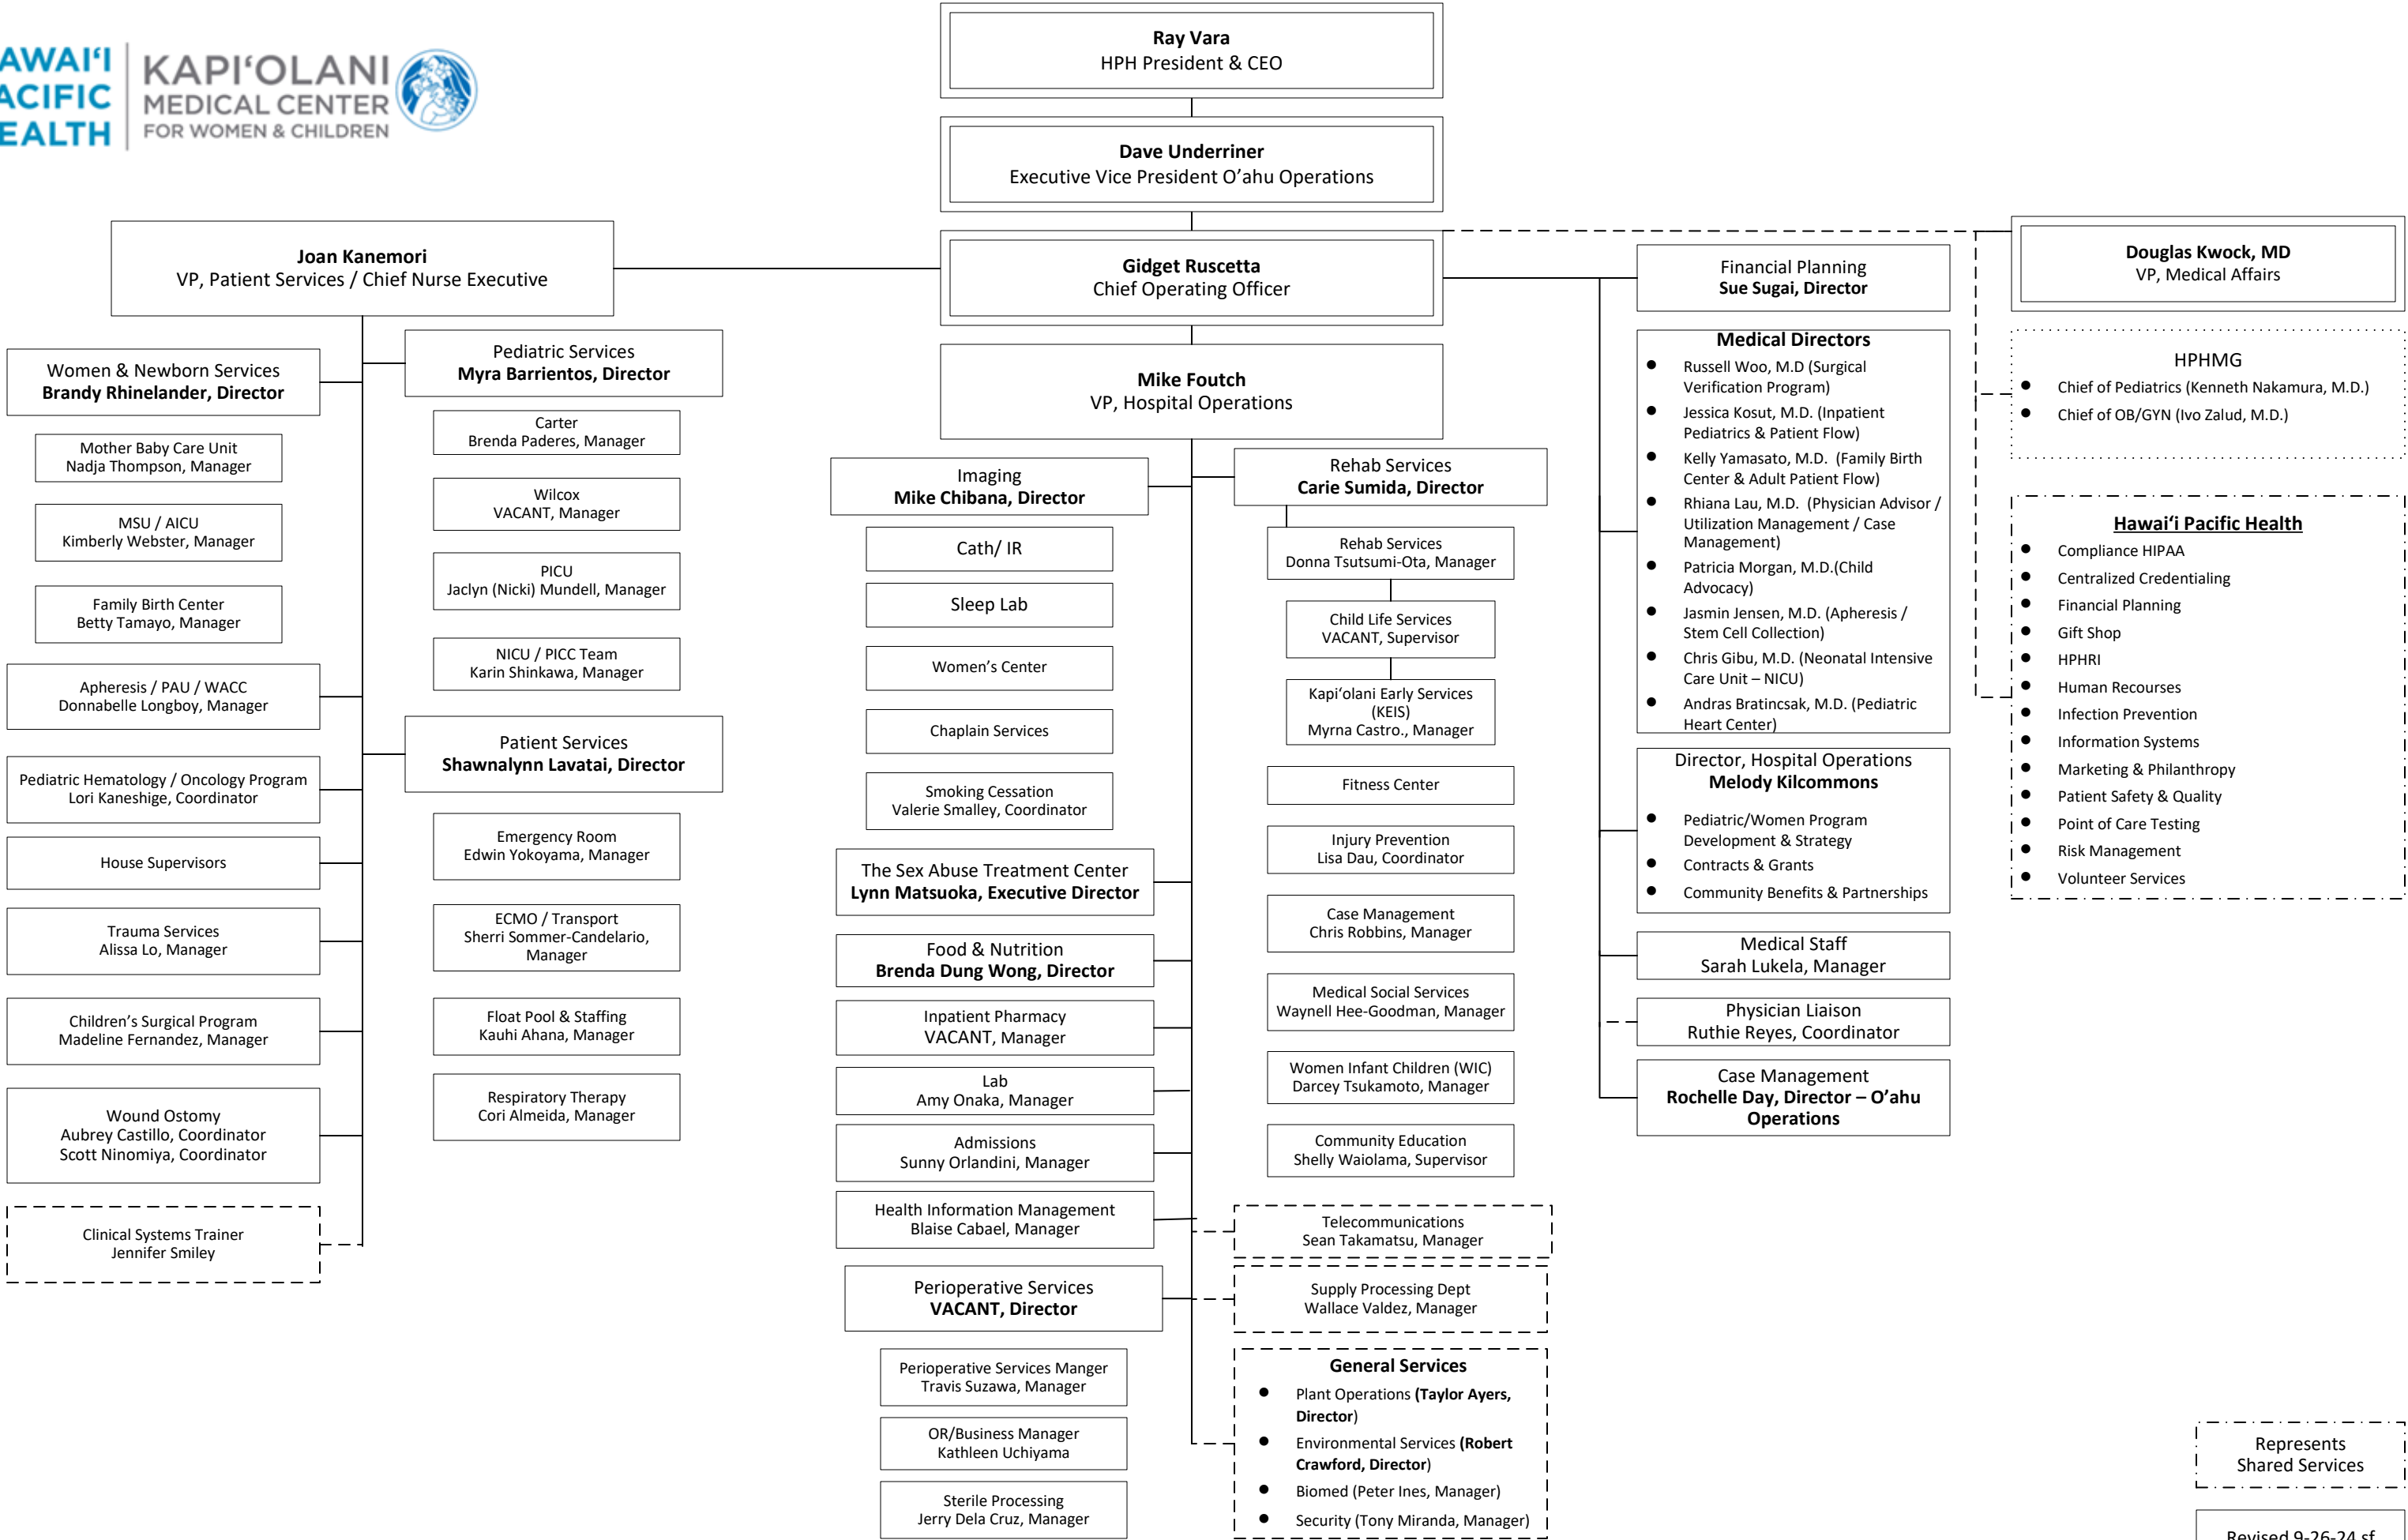 AWAI‘I
ACIFIC
EALTH
KAPI‘OLANI
MEDICAL CENTER
FOR WOMEN & CHILDREN
Ray Vara
HPH President & CEO
Dave Underriner
Executive Vice President O’ahu Operations
Joan Kanemori
VP, Patient Services / Chief Nurse Executive
Gidget Ruscetta
Chief Operating Officer
Douglas Kwock, MD
VP, Medical Affairs
Mike Foutch
VP, Hospital Operations
Women & Newborn Services
Brandy Rhinelander, Director
Mother Baby Care Unit
Nadja Thompson, Manager
MSU / AICU
Kimberly Webster, Manager
Family Birth Center
Betty Tamayo, Manager
Apheresis / PAU / WACC
Donnabelle Longboy, Manager
Pediatric Hematology / Oncology Program
Lori Kaneshige, Coordinator
House Supervisors
Trauma Services
Alissa Lo, Manager
Children’s Surgical Program
Madeline Fernandez, Manager
Wound Ostomy
Aubrey Castillo, Coordinator
Scott Ninomiya, Coordinator
Clinical Systems Trainer
Jennifer Smiley
Pediatric Services
Myra Barrientos, Director
Carter
Brenda Paderes, Manager
Wilcox
VACANT, Manager
PICU
Jaclyn (Nicki) Mundell, Manager
NICU / PICC Team
Karin Shinkawa, Manager
Patient Services
Shawnalynn Lavatai, Director
Emergency Room
Edwin Yokoyama, Manager
ECMO / Transport
Sherri Sommer-Candelario,
Manager
Float Pool & Staffing
Kauhi Ahana, Manager
Respiratory Therapy
Cori Almeida, Manager
Imaging
Mike Chibana, Director
Cath/ IR
Sleep Lab
Women’s Center
Chaplain Services
Smoking Cessation
Valerie Smalley, Coordinator
The Sex Abuse Treatment Center
Lynn Matsuoka, Executive Director
Food & Nutrition
Brenda Dung Wong, Director
Inpatient Pharmacy
VACANT, Manager
Lab
Amy Onaka, Manager
Admissions
Sunny Orlandini, Manager
Health Information Management
Blaise Cabael, Manager
Perioperative Services
VACANT, Director
Perioperative Services Manger
Travis Suzawa, Manager
OR/Business Manager
Kathleen Uchiyama
Sterile Processing
Jerry Dela Cruz, Manager
Rehab Services
Carie Sumida, Director
Rehab Services
Donna Tsutsumi-Ota, Manager
Child Life Services
VACANT, Supervisor
Kapi‘olani Early Services
(KEIS)
Myrna Castro., Manager
Fitness Center
Injury Prevention
Lisa Dau, Coordinator
Case Management
Chris Robbins, Manager
Medical Social Services
Waynell Hee-Goodman, Manager
Women Infant Children (WIC)
Darcey Tsukamoto, Manager
Community Education
Shelly Waiolama, Supervisor
Telecommunications
Sean Takamatsu, Manager
Supply Processing Dept
Wallace Valdez, Manager
General Services
● Plant Operations (Taylor Ayers,
Director)
● Environmental Services (Robert
Crawford, Director)
● Biomed (Peter Ines, Manager)
● Security (Tony Miranda, Manager)
Financial Planning
Sue Sugai, Director
Medical Directors
● Russell Woo, M.D (Surgical
Verification Program)
● Jessica Kosut, M.D. (Inpatient
Pediatrics & Patient Flow)
● Kelly Yamasato, M.D. (Family Birth
Center & Adult Patient Flow)
● Rhiana Lau, M.D. (Physician Advisor /
Utilization Management / Case
Management)
● Patricia Morgan, M.D.(Child
Advocacy)
● Jasmin Jensen, M.D. (Apheresis /
Stem Cell Collection)
● Chris Gibu, M.D. (Neonatal Intensive
Care Unit – NICU)
● Andras Bratincsak, M.D. (Pediatric
Heart Center)
Director, Hospital Operations
Melody Kilcommons
● Pediatric/Women Program
Development & Strategy
● Contracts & Grants
● Community Benefits & Partnerships
Medical Staff
Sarah Lukela, Manager
Physician Liaison
Ruthie Reyes, Coordinator
Case Management
Rochelle Day, Director – O’ahu
Operations
HPHMG
● Chief of Pediatrics (Kenneth Nakamura, M.D.)
● Chief of OB/GYN (Ivo Zalud, M.D.)
Hawai‘i Pacific Health
● Compliance HIPAA
● Centralized Credentialing
● Financial Planning
● Gift Shop
● HPHRI
● Human Recourses
● Infection Prevention
● Information Systems
● Marketing & Philanthropy
● Patient Safety & Quality
● Point of Care Testing
● Risk Management
● Volunteer Services
Represents
Shared Services
Revised 9-26-24 sf